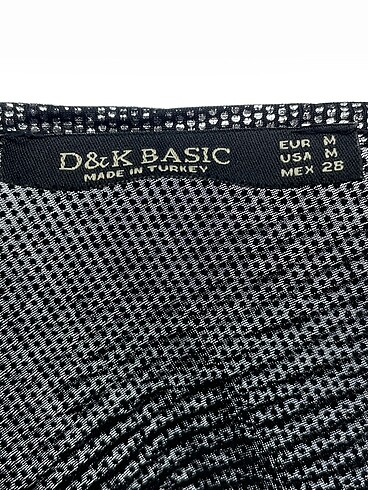 D&K BASIC
MADE IN TURKEY
EUR M
USA M
MEX 28